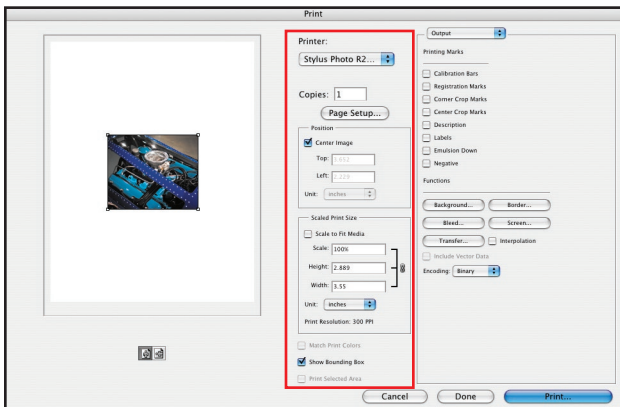 Print
Printer:
Stylus Photo R2...
Copies: 1
Page Setup...
Position
Center Image
Top: 3.652
Left: 2.229
Unit: inches
Scaled Print Size
Scale to Fit Media
Scale: 100%
Height: 2.889
Width: 3.55
Unit: inches
Print Resolution: 300 PPI
Match Print Colors
Show Bounding Box
Print Selected Area
Output
Printing Marks
Calibration Bars
Registration Marks
Corner Crop Marks
Center Crop Marks
Description
Labels
Emulsion Down
Negative
Functions
Background... Border...
Bleed... Screen...
Transfer... Interpolation
Include Vector Data
Encoding: Binary
Cancel Done Print...